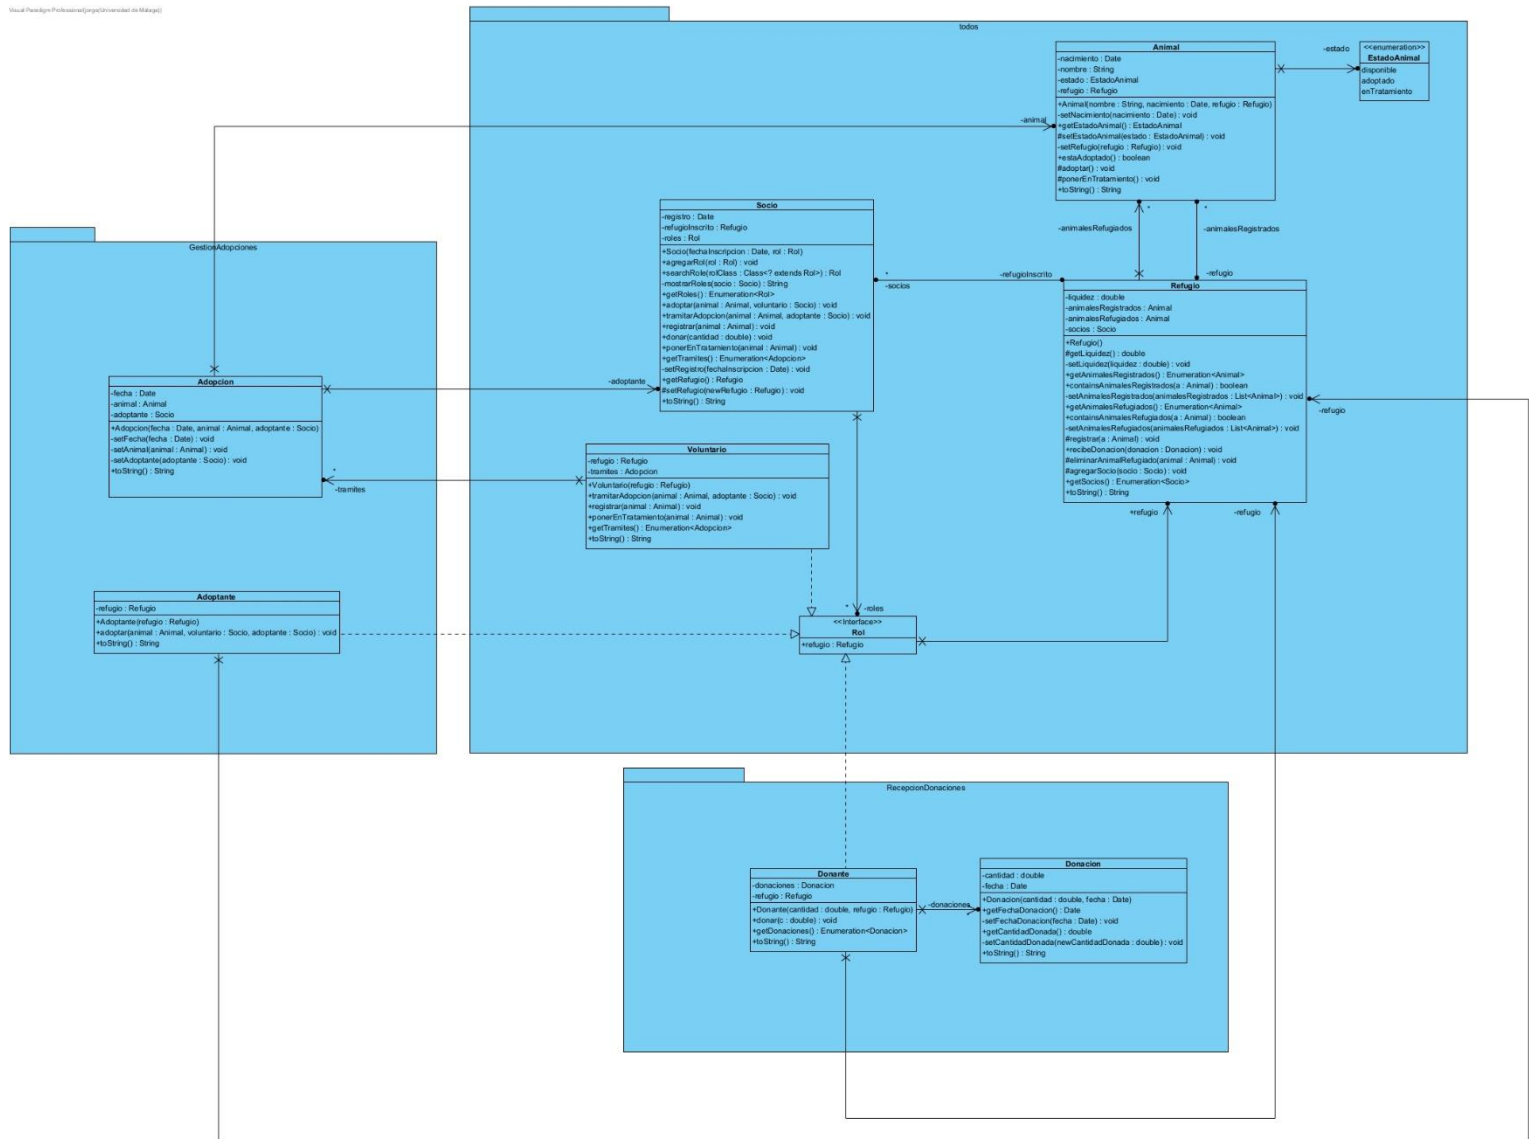 Visual Paradigm Professional(jorge(Universidad de Malaga))
todos
Animal
-nacimiento : Date
-nombre : String
-estado : EstadoAnimal
-refugio : Refugio
+Animal(nombre : String, nacimiento : Date, refugio : Refugio)
-setNacimiento(nacimiento : Date) : void
+getEstadoAnimal() : EstadoAnimal
#setEstadoAnimal(estado : EstadoAnimal) : void
-setRefugio(refugio : Refugio) : void
+estaAdoptado() : boolean
#adoptar() : void
#ponerEnTratamiento() : void
+toString() : String
-estado
<<enumeration>>
EstadoAnimal
disponible
adoptado
enTratamiento
-animal
Socio
-registro : Date
-refugioInscrito : Refugio
-roles : Rol
+Socio(fechaInscripcion : Date, rol : Rol)
+agregarRol(rol : Rol) : void
+searchRole(rolClass : Class<? extends Rol>) : Rol
-mostrarRoles(socio : Socio) : String
+getRoles() : Enumeration<Rol>
+adoptar(animal : Animal, voluntario : Socio) : void
+tramitarAdopcion(animal : Animal, adoptante : Socio) : void
+registrar(animal : Animal) : void
+donar(cantidad : double) : void
+ponerEnTratamiento(animal : Animal) : void
+getTramites() : Enumeration<Adopcion>
-setRegistro(fechaInscripcion : Date) : void
+getRefugio() : Refugio
#setRefugio(newRefugio : Refugio) : void
+toString() : String
*
-animalesRefugiados
*
-animalesRegistrados
-refugio
*
-socios
-refugioInscrito
Refugio
-liquidez : double
-animalesRegistrados : Animal
-animalesRefugiados : Animal
-socios : Socio
+Refugio()
#getLiquidez() : double
-setLiquidez(liquidez : double) : void
+getAnimalesRegistrados() : Enumeration<Animal>
+containsAnimalesRegistrados(a : Animal) : boolean
-setAnimalesRegistrados(animalesRegistrados : List<Animal>) : void
+getAnimalesRefugiados() : Enumeration<Animal>
+containsAnimalesRefugiados(a : Animal) : boolean
-setAnimalesRefugiados(animalesRefugiados : List<Animal>) : void
#registrar(a : Animal) : void
+recibeDonacion(donacion : Donacion) : void
#eliminarAnimalRefugiado(animal : Animal) : void
#agregarSocio(socio : Socio) : void
+getSocios() : Enumeration<Socio>
+toString() : String
-refugio
+refugio
-refugio
GestionAdopciones
Adopcion
-fecha : Date
-animal : Animal
-adoptante : Socio
+Adopcion(fecha : Date, animal : Animal, adoptante : Socio)
-setFecha(fecha : Date) : void
-setAnimal(animal : Animal) : void
-setAdoptante(adoptante : Socio) : void
+toString() : String
-adoptante
*
-tramites
Voluntario
-refugio : Refugio
-tramites : Adopcion
+Voluntario(refugio : Refugio)
+tramitarAdopcion(animal : Animal, adoptante : Socio) : void
+registrar(animal : Animal) : void
+ponerEnTratamiento(animal : Animal) : void
+getTramites() : Enumeration<Adopcion>
+toString() : String
Adoptante
-refugio : Refugio
+Adoptante(refugio : Refugio)
+adoptar(animal : Animal, voluntario : Socio, adoptante : Socio) : void
+toString() : String
*
-roles
<<Interface>>
Rol
+refugio : Refugio
RecepcionDonaciones
Donante
-donaciones : Donacion
-refugio : Refugio
+Donante(cantidad : double, refugio : Refugio)
+donar(c : double) : void
+getDonaciones() : Enumeration<Donacion>
+toString() : String
-donaciones
Donacion
-cantidad : double
-fecha : Date
+Donacion(cantidad : double, fecha : Date)
+getFechaDonacion() : Date
-setFechaDonacion(fecha : Date) : void
+getCantidadDonada() : double
-setCantidadDonada(newCantidadDonada : double) : void
+toString() : String